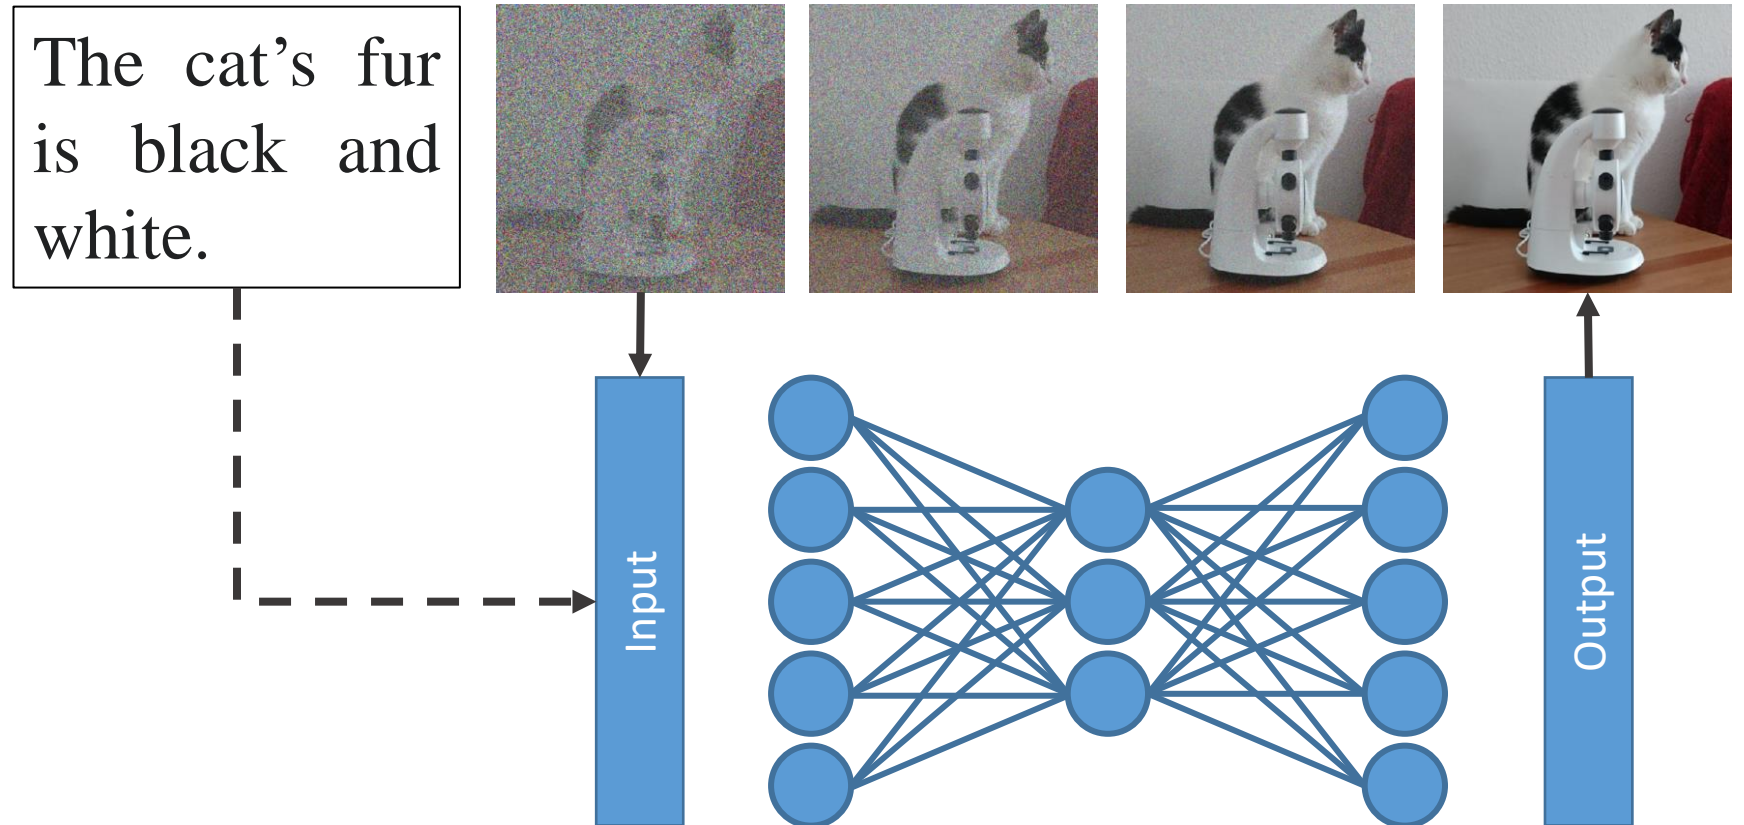 The cat’s fur
is black and
white.
Input
Output